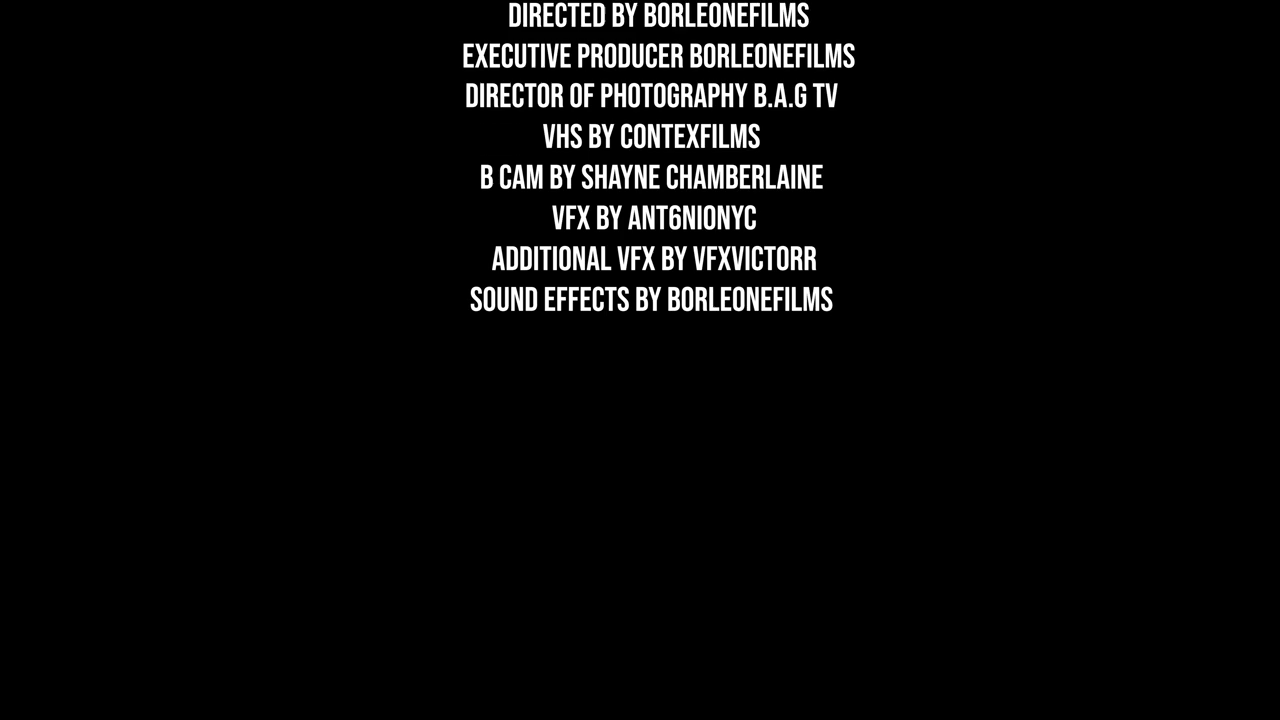 DIRECTED BY BORLEONEFILMS
EXECUTIVE PRODUCER BORLEONEFILMS
DIRECTOR OF PHOTOGRAPHY B.A.G TV
VHS BY CONTEXFILMS
B CAM BY SHAYNE CHAMBERLAINE
VFX BY ANT6NIONYC
ADDITIONAL VFX BY VFXVICTORR
SOUND EFFECTS BY BORLEONEFILMS